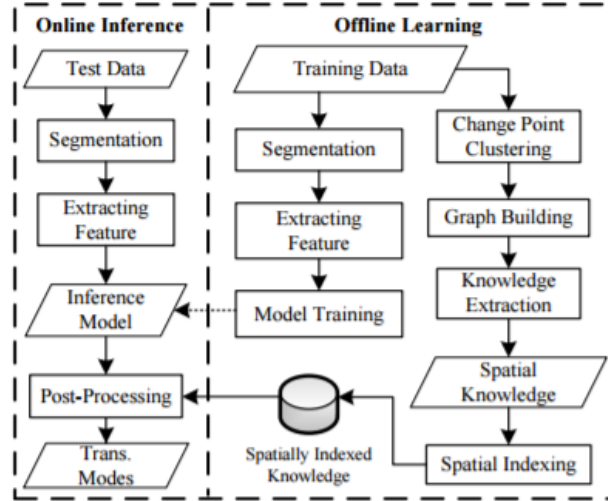 Online Inference
Test Data
Segmentation
Extracting
Feature
Inference
Model
Post-Processing
Trans.
Modes
Offline Learning
Training Data
Segmentation
Extracting
Feature
Model Training
Change Point
Clustering
Graph Building
Knowledge
Extraction
Spatial
Knowledge
Spatial Indexing
Spatially Indexed
Knowledge